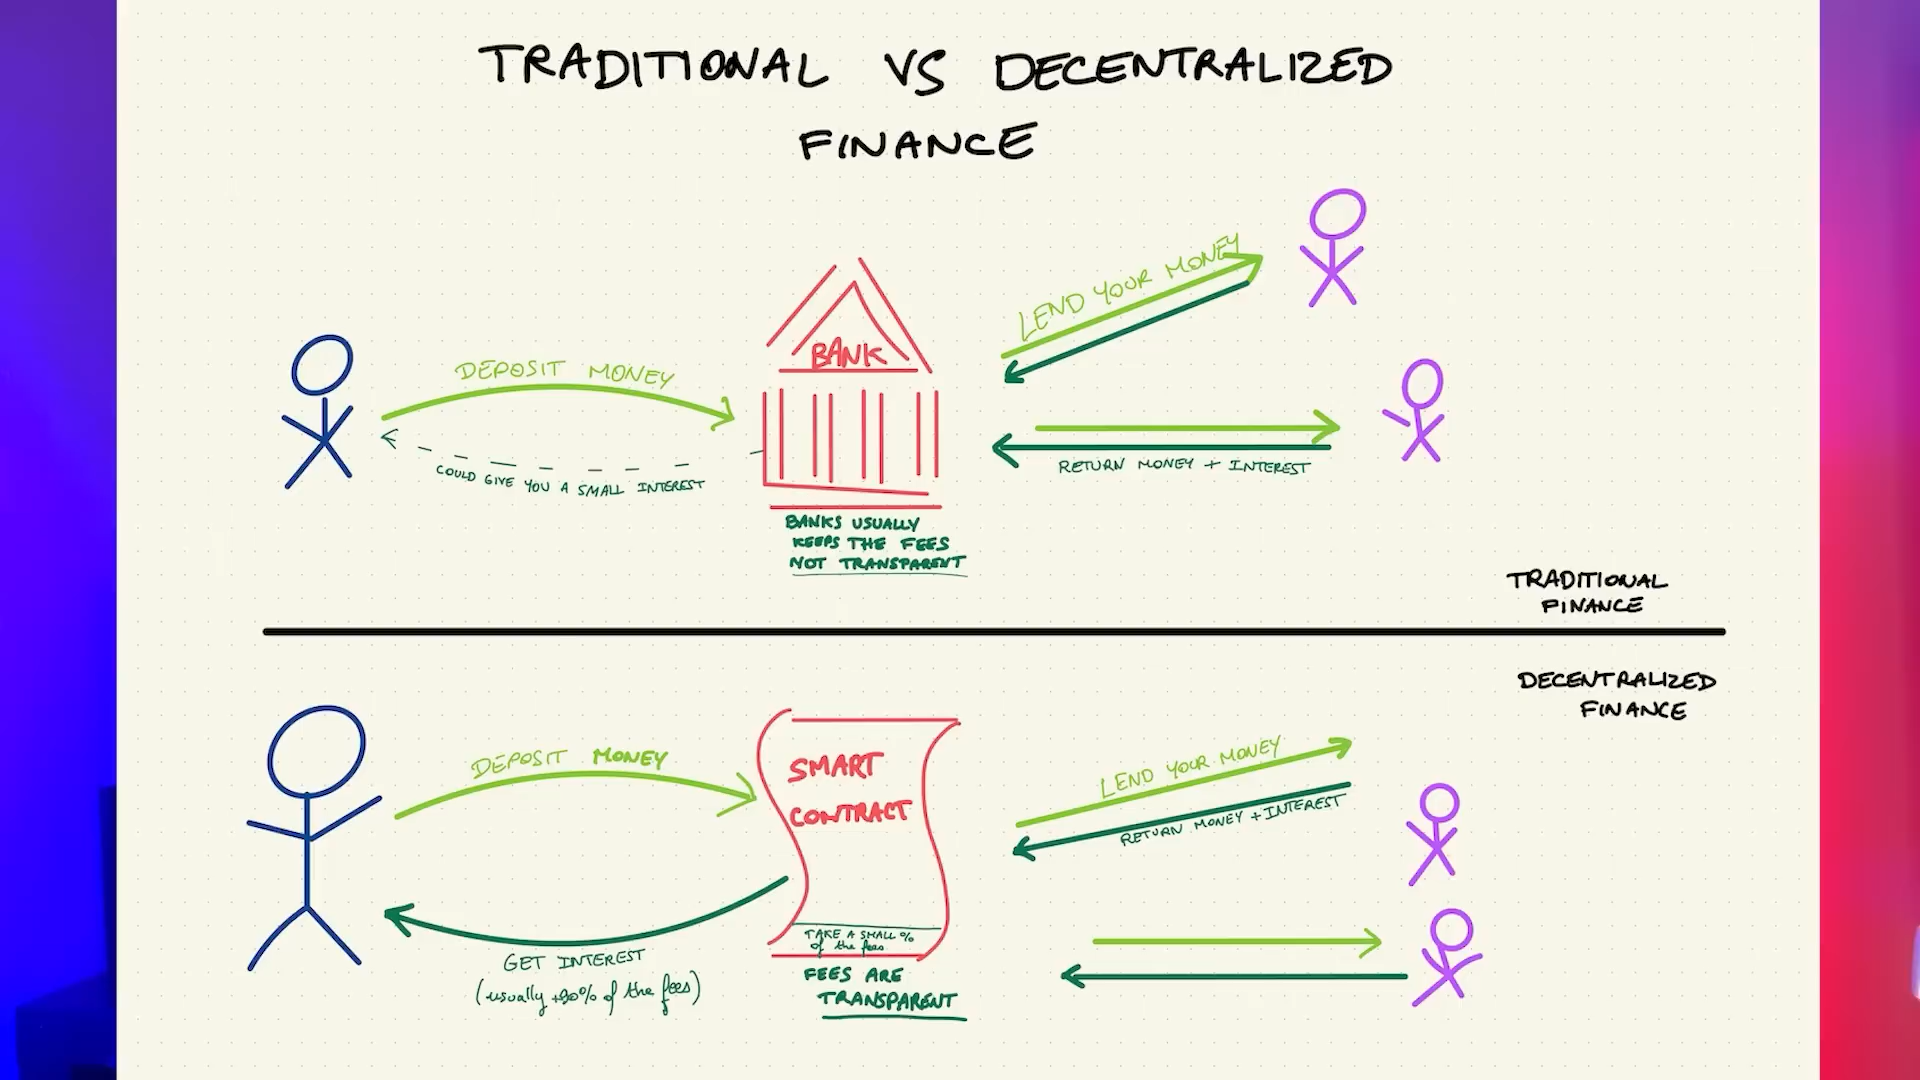 TRADITIONAL VS DECENTRALIZED
FINANCE
LEND YOUR MONEY
BANK
DEPOSIT MONEY
COULD GIVE YOU A SMALL INTEREST
RETURN MONEY + INTEREST
BANKS USUALLY
KEEPS THE FEES
NOT TRANSPARENT
TRADITIONAL
FINANCE
DECENTRALIZED
FINANCE
DEPOSIT MONEY
SMART
CONTRACT
LEND YOUR MONEY
RETURN MONEY + INTEREST
TAKE A SMALL %
of the fees
GET INTEREST
(usually +90% of the fees)
FEES ARE
TRANSPARENT